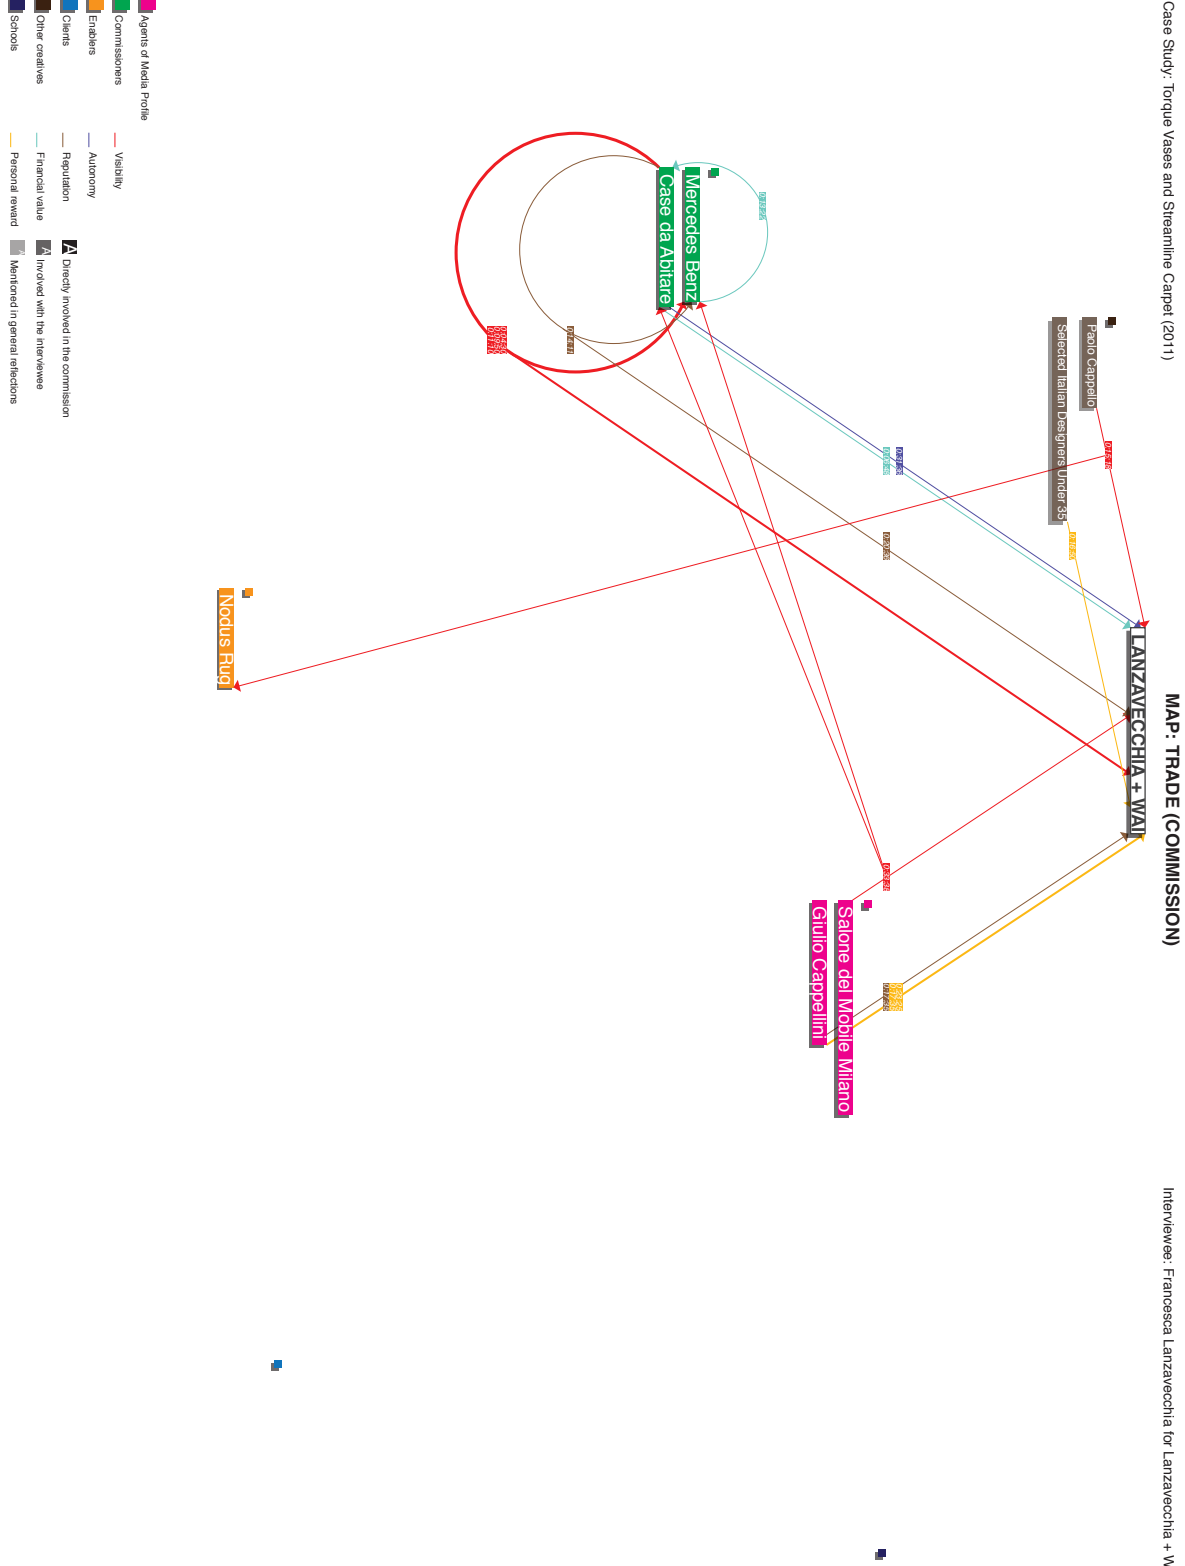 Case Study: Torque Vases and Streamline Carpet (2011)
MAP: TRADE (COMMISSION)
Interviewee: Francesca Lanzavecchia for Lanzavecchia + W
LANZAVECCHIA + WAI
Paolo Cappello
Selected Italian Designers Under 35
Mercedes Benz
Case da Abitare
Salone del Mobile Milano
Giulio Cappellini
Nodus Rug
Agents of Media Profile
Commissioners
Enablers
Clients
Other creatives
Schools
Visibility
Autonomy
Reputation
Financial value
Personal reward
A Directly involved in the commission
A Involved with the interviewee
A Mentioned in general reflections